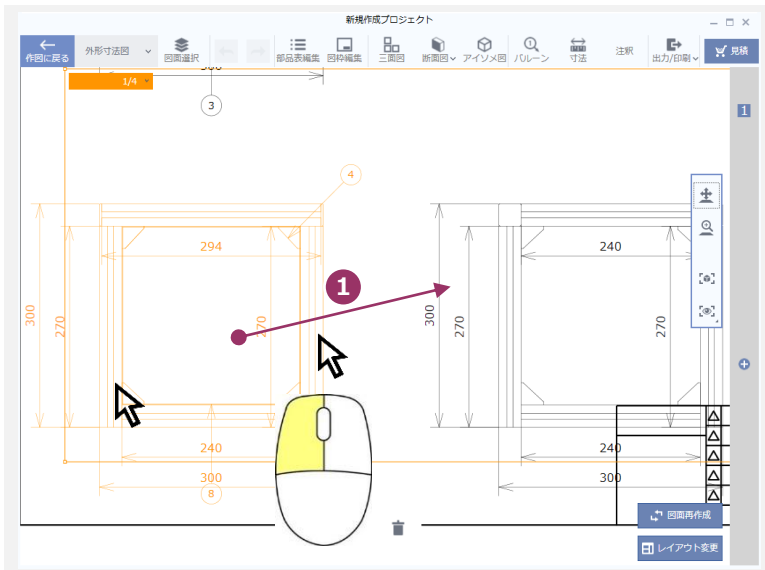 新規作成プロジェクト
作図に戻る
外形寸法図
図面選択
部品表編集
図枠編集
三面図
断面図
アイソメ図
バルーン
寸法
注釈
出力/印刷
見積
1/4
3
1
4
294
240
1
300
270
270
300
270
270
240
240
300
300
8
図面再作成
レイアウト変更